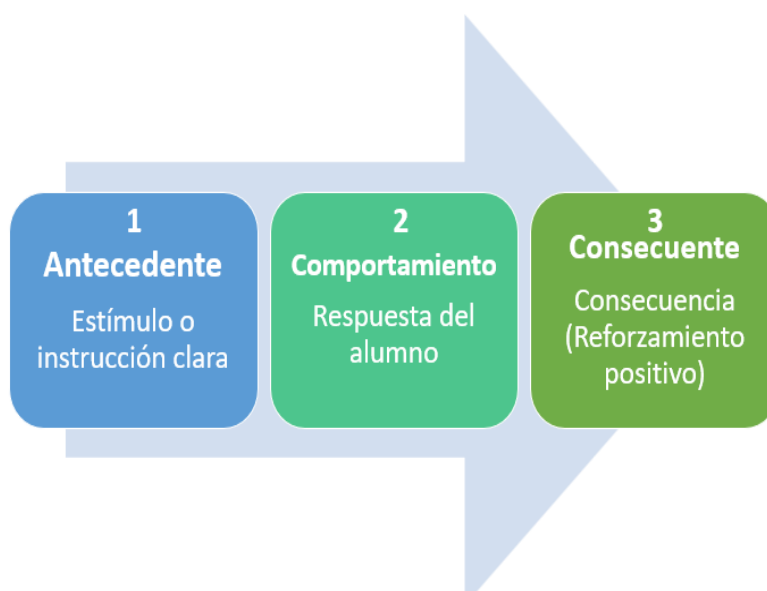 1
Antecedente
Estímulo o
instrucción clara
2
Comportamiento
Respuesta del
alumno
3
Consecuente
Consecuencia
(Reforzamiento
positivo)